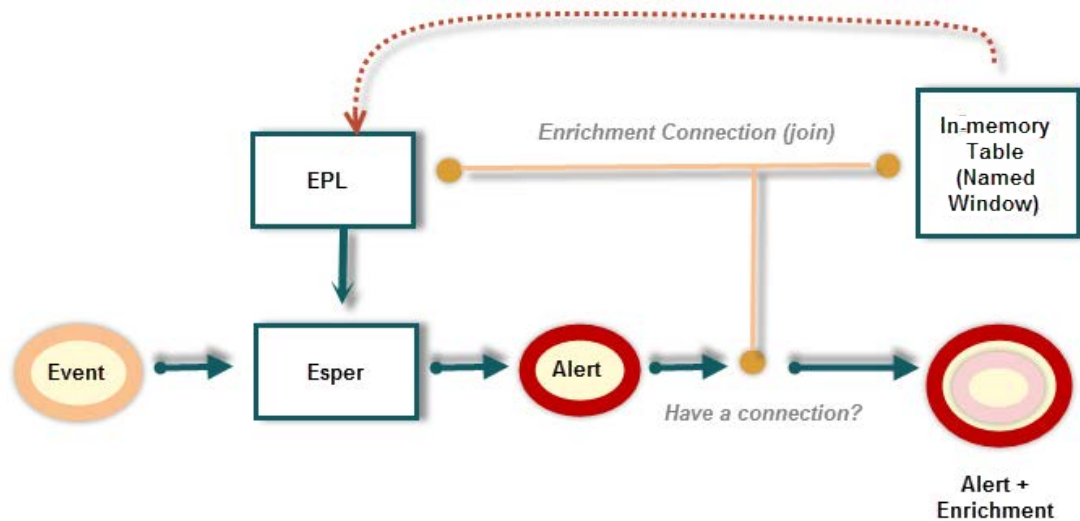 Enrichment Connection (join)
In-memory
Table
(Named
Window)
EPL
Event
Esper
Alert
Have a connection?
Alert +
Enrichment